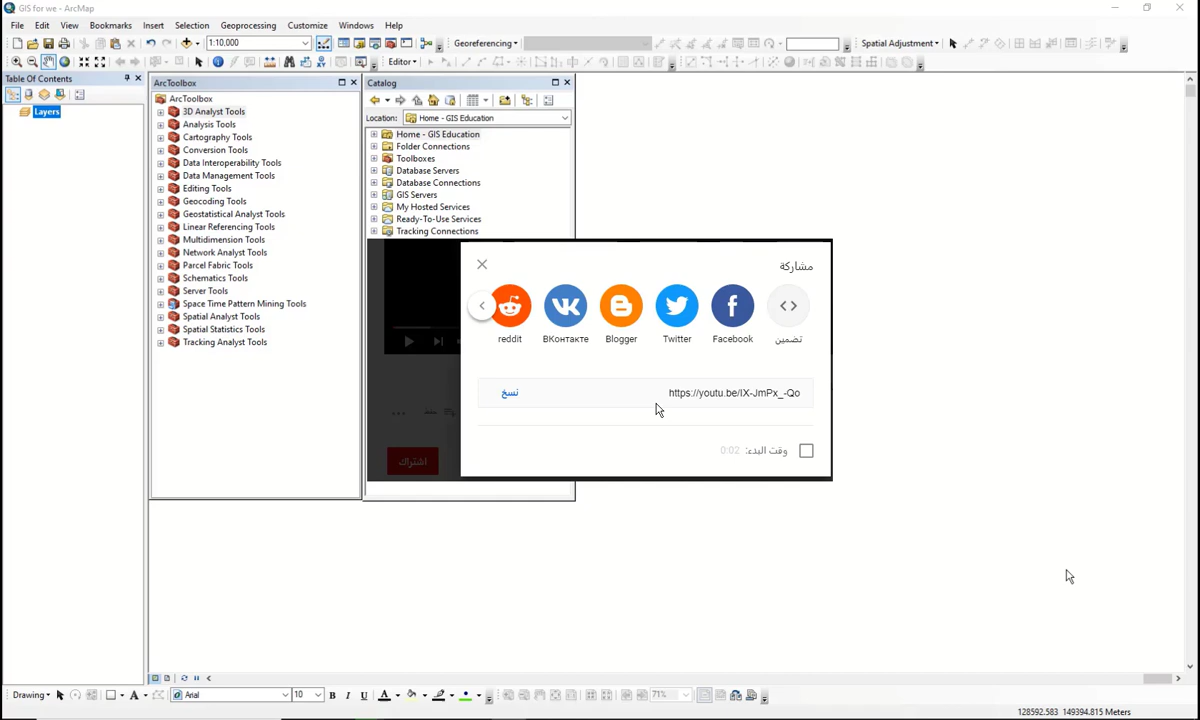 GIS for we - ArcMap
File Edit View Bookmarks Insert Selection Geoprocessing Customize Windows Help
1:10,000
Georeferencing
Spatial Adjustment
Editor
Table Of Contents
Layers
ArcToolbox
ArcToolbox
3D Analyst Tools
Analysis Tools
Cartography Tools
Conversion Tools
Data Interoperability Tools
Data Management Tools
Editing Tools
Geocoding Tools
Geostatistical Analyst Tools
Linear Referencing Tools
Multidimension Tools
Network Analyst Tools
Parcel Fabric Tools
Schematics Tools
Server Tools
Space Time Pattern Mining Tools
Spatial Analyst Tools
Spatial Statistics Tools
Tracking Analyst Tools
Catalog
Location: Home - GIS Education
Home - GIS Education
Folder Connections
Toolboxes
Database Servers
Database Connections
GIS Servers
My Hosted Services
Ready-To-Use Services
Tracking Connections
مشاركة
reddit ВКонтакте Blogger Twitter Facebook تضمين
نسخ
https://youtu.be/IX-JmPx_-Qo
وقت البدء: 0:02
اشتراك
Drawing
Arial 10 B I U A
71%
128592.583 149394.815 Meters